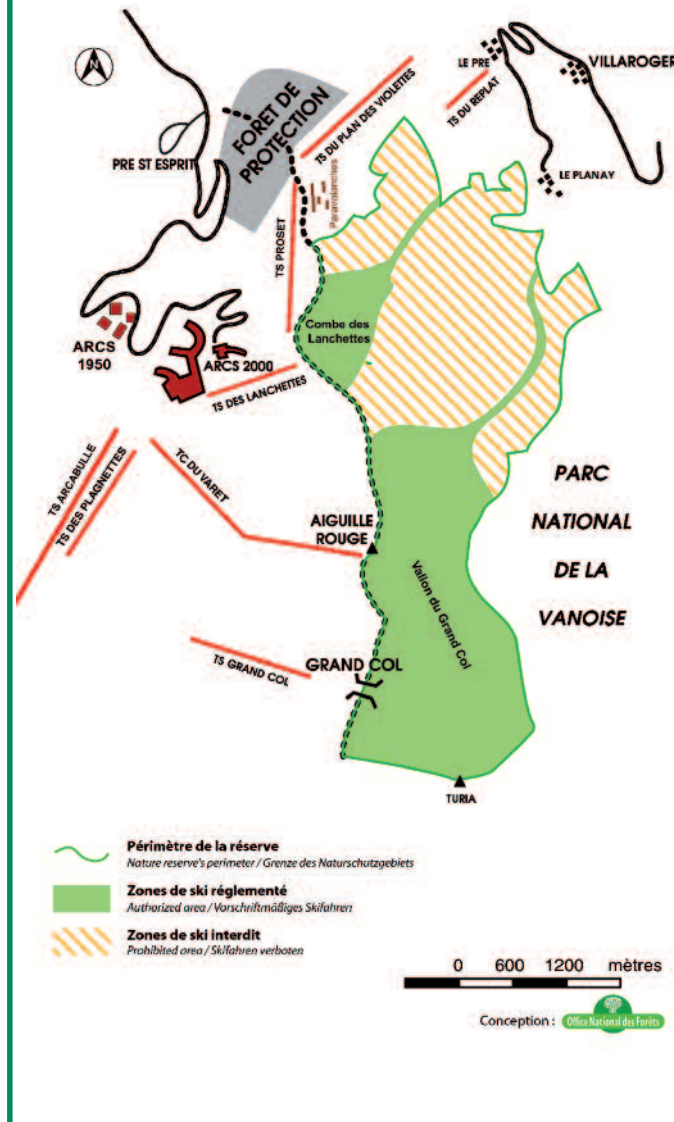 N
LE PRE
VILLAROGER
TS DU REPLAT
FORET DE
PROTECTION
TS DU PLAN DES VIOLETTES
PRE ST ESPRIT
LE PLANAY
Paravalanches
TS PROSET
Combe des
Lanchettes
ARCS
1950
ARCS 2000
TS DES LANCHETTES
TS ARCABULLE
TS DES PLAGNETTES
TC DU VARET
PARC
NATIONAL
DE LA
VANOISE
AIGUILLE
ROUGE
Vallon du Grand Col
TS GRAND COL
GRAND COL
TURIA
Périmètre de la réserve
Nature reserve's perimeter / Grenze des Naturschutzgebiets
Zones de ski réglementé
Authorized area / Vorschriftmäßiges Skifahren
Zones de ski interdit
Prohibited area / Skifahren verboten
0 600 1200 mètres
Conception : Office National des Forêts